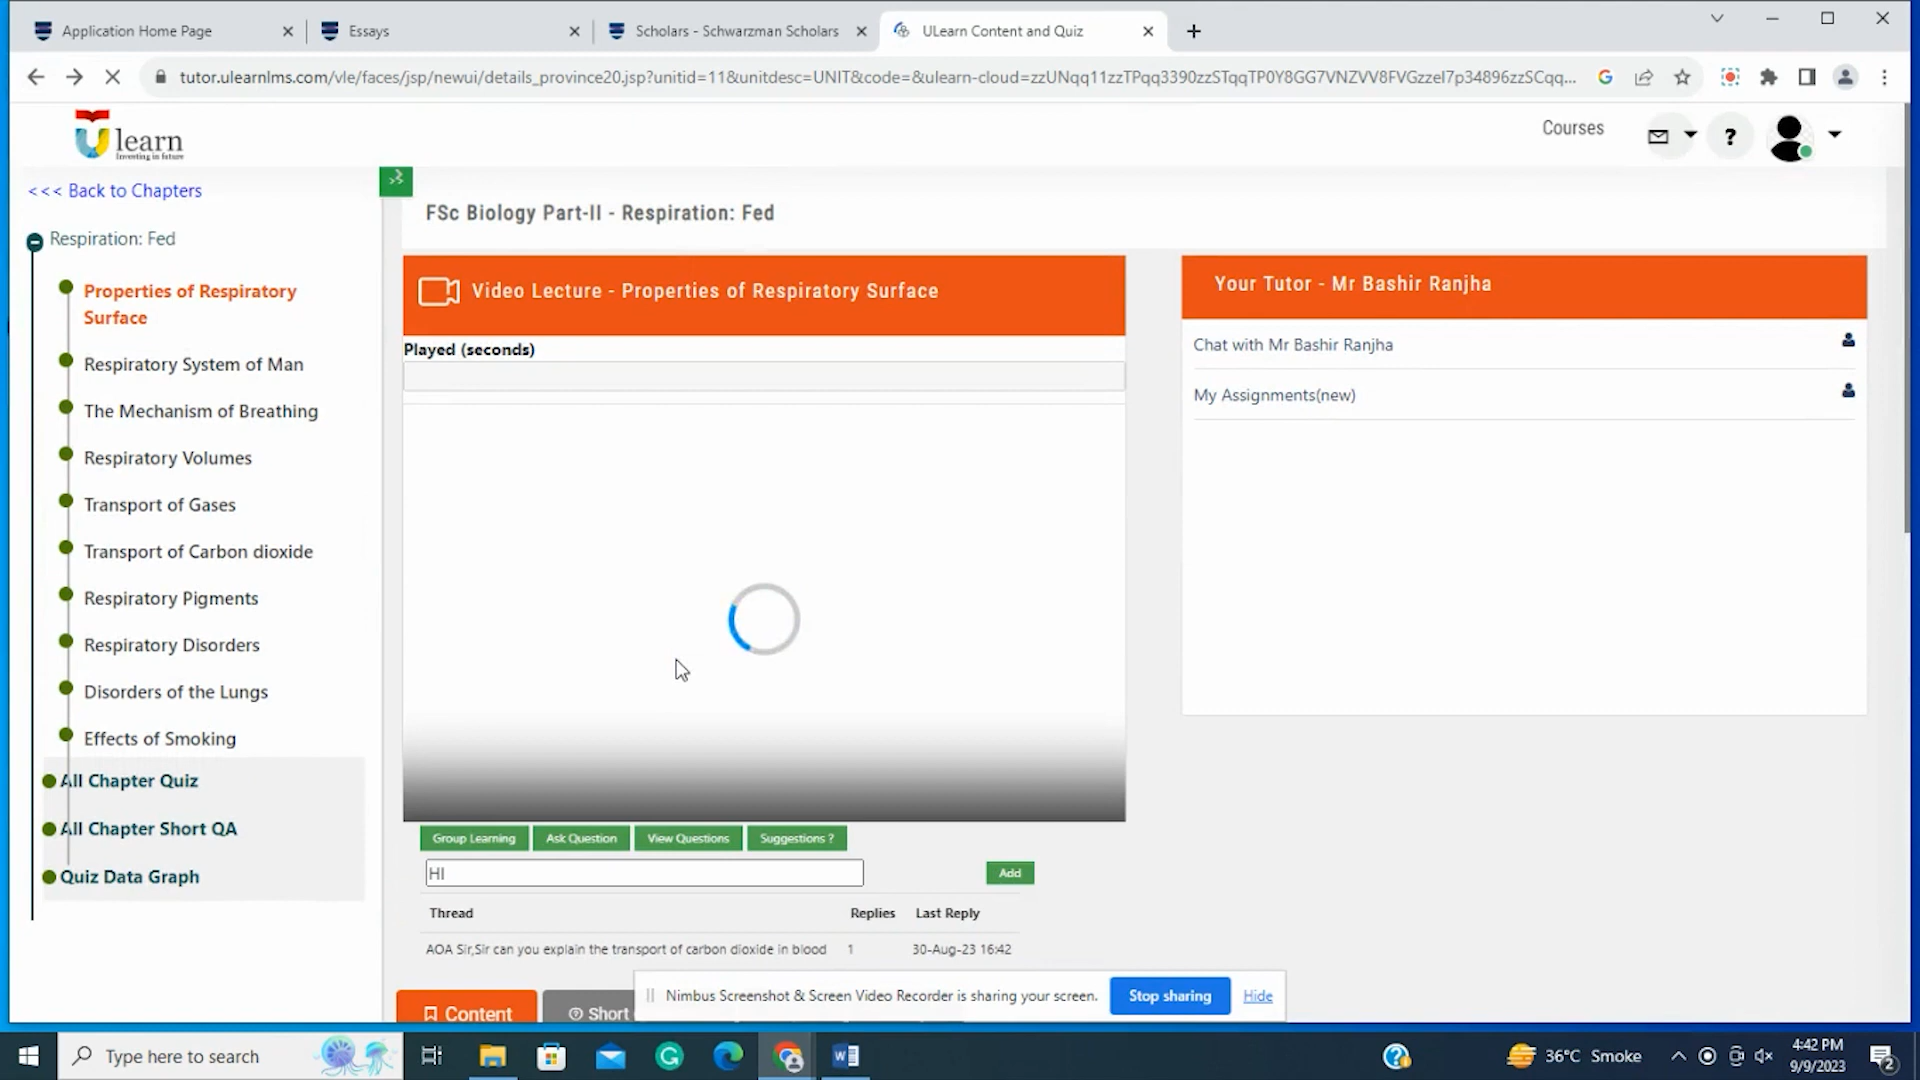 Application Home Page
Essays
Scholars - Schwarzman Scholars
ULearn Content and Quiz
tutor.ulearnlms.com/vle/faces/jsp/newui/details_province20.jsp?unitid=11&unitdesc=UNIT&code=&ulearn-cloud=zzUNqq11zzTPqq3390zzSTqqTP0Y8GG7VNZVV8FVGzzeI7p34896zzSCqq...
learn
Investing in future
Courses
?
<<< Back to Chapters
Respiration: Fed
Properties of Respiratory
Surface
Respiratory System of Man
The Mechanism of Breathing
Respiratory Volumes
Transport of Gases
Transport of Carbon dioxide
Respiratory Pigments
Respiratory Disorders
Disorders of the Lungs
Effects of Smoking
All Chapter Quiz
All Chapter Short QA
Quiz Data Graph
FSc Biology Part-II - Respiration: Fed
Video Lecture - Properties of Respiratory Surface
Played (seconds)
Your Tutor - Mr Bashir Ranjha
Chat with Mr Bashir Ranjha
My Assignments(new)
Group Learning
Ask Question
View Questions
Suggestions ?
HI
Add
Thread Replies Last Reply
AOA Sir,Sir can you explain the transport of carbon dioxide in blood 1 30-Aug-23 16:42
Content
Short
Nimbus Screenshot & Screen Video Recorder is sharing your screen.
Stop sharing
Hide
Type here to search
36°C Smoke
4:42 PM
9/9/2023
2